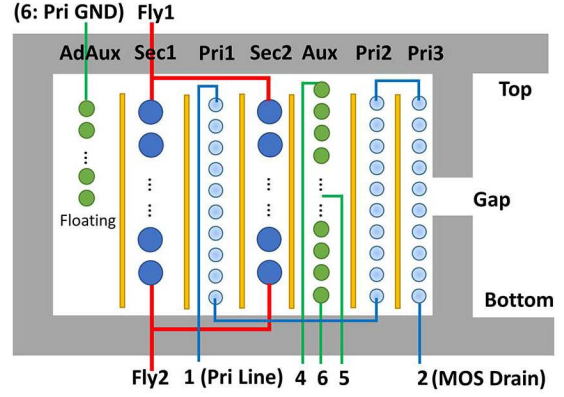 (6: Pri GND) Fly1
AdAux Sec1 Pri1 Sec2 Aux Pri2 Pri3
Top
Gap
Floating
Bottom
Fly2 1 (Pri Line) 4 6 5 2 (MOS Drain)